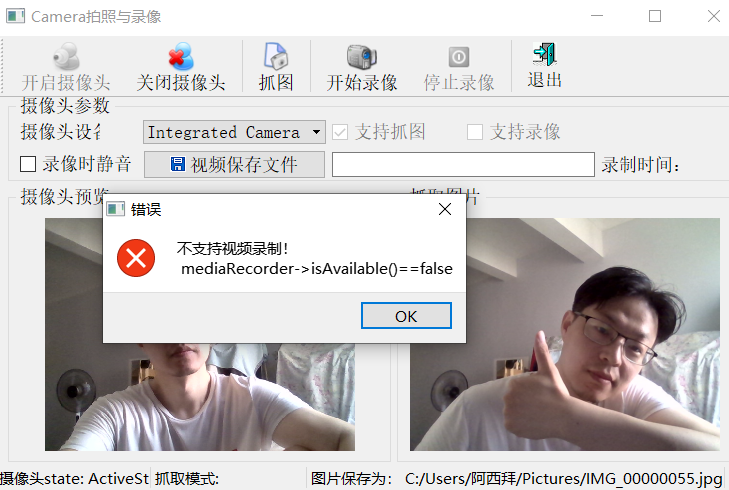 Camera拍照与录像
开启摄像头 关闭摄像头 抓图 开始录像 停止录像 退出
摄像头参数
摄像头设备 Integrated Camera 支持抓图 支持录像
录像时静音 视频保存文件 录制时间：
摄像头预览 抓取图片
错误
不支持视频录制！
mediaRecorder->isAvailable()==false
OK
摄像头state: ActiveSt 抓取模式: 图片保存为： C:/Users/阿西拜/Pictures/IMG_00000055.jpg